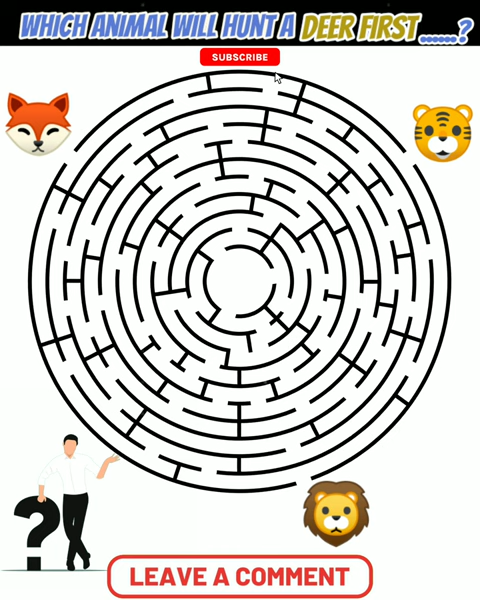 WHICH ANIMAL WILL HUNT A DEER FIRST......?
SUBSCRIBE
?
LEAVE A COMMENT